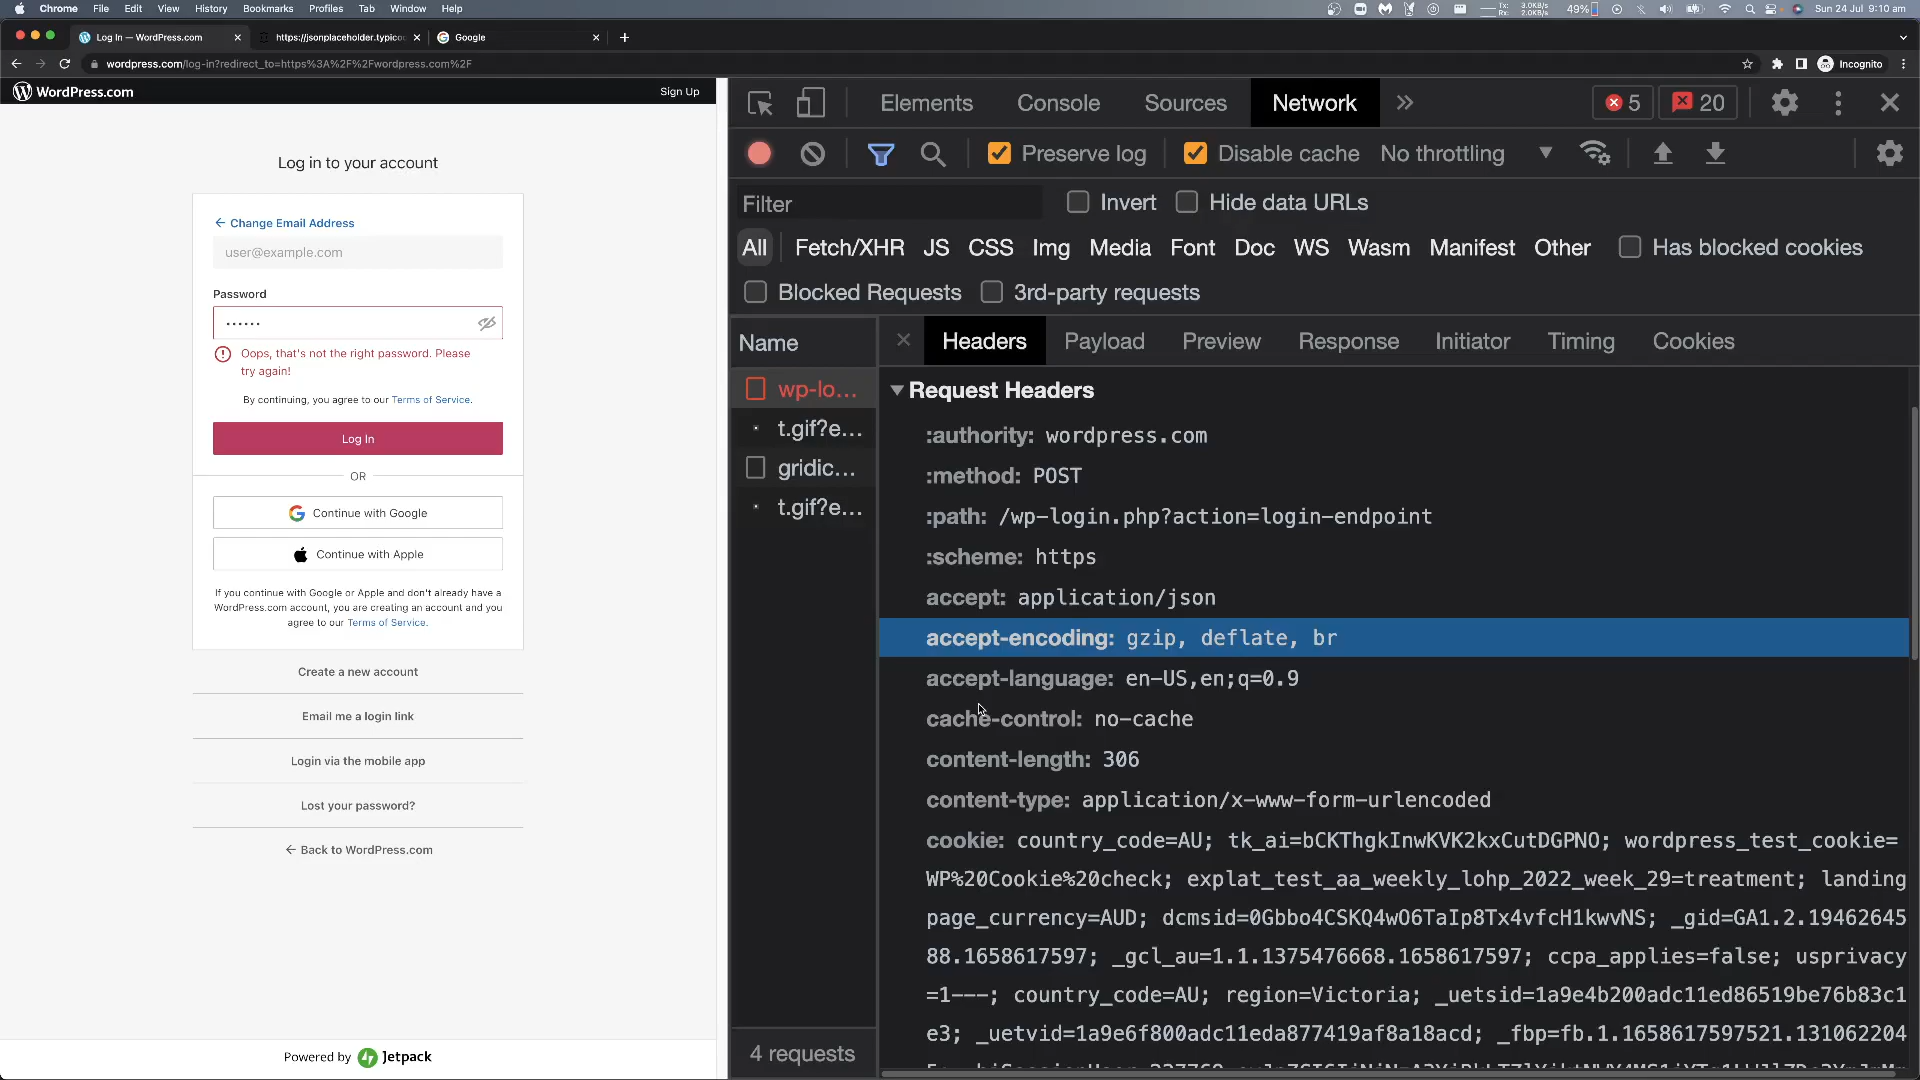 Chrome File Edit View History Bookmarks Profiles Tab Window Help
Tx: 3.0KB/s
Rx: 2.0KB/s
49%
Sun 24 Jul 9:10 am
Log In — WordPress.com
https://jsonplaceholder.typico
Google
wordpress.com/log-in?redirect_to=https%3A%2F%2Fwordpress.com%2F
Incognito
WordPress.com
Sign Up
Log in to your account
Change Email Address
user@example.com
Password
Oops, that's not the right password. Please
try again!
By continuing, you agree to our Terms of Service.
Log In
OR
Continue with Google
Continue with Apple
If you continue with Google or Apple and don't already have a
WordPress.com account, you are creating an account and you
agree to our Terms of Service.
Create a new account
Email me a login link
Login via the mobile app
Lost your password?
Back to WordPress.com
Powered by Jetpack
Elements Console Sources Network 5 20
Preserve log Disable cache No throttling
Filter Invert Hide data URLs
All Fetch/XHR JS CSS Img Media Font Doc WS Wasm Manifest Other Has blocked cookies
Blocked Requests 3rd-party requests
Name
wp-lo...
t.gif?e...
gridic...
t.gif?e...
4 requests
Headers Payload Preview Response Initiator Timing Cookies
Request Headers
:authority: wordpress.com
:method: POST
:path: /wp-login.php?action=login-endpoint
:scheme: https
accept: application/json
accept-encoding: gzip, deflate, br
accept-language: en-US,en;q=0.9
cache-control: no-cache
content-length: 306
content-type: application/x-www-form-urlencoded
cookie: country_code=AU; tk_ai=bCKThgkInwKVK2kxCutDGPNO; wordpress_test_cookie=
WP%20Cookie%20check; explat_test_aa_weekly_lohp_2022_week_29=treatment; landing
page_currency=AUD; dcmsid=0Gbbo4CSKQ4wO6TaIp8Tx4vfcH1kwvNS; _gid=GA1.2.19462645
88.1658617597; _gcl_au=1.1.1375476668.1658617597; ccpa_applies=false; usprivacy
=1---; country_code=AU; region=Victoria; _uetsid=1a9e4b200adc11ed86519be76b83c1
e3; _uetvid=1a9e6f800adc11eda877419af8a18acd; _fbp=fb.1.1658617597521.131062204